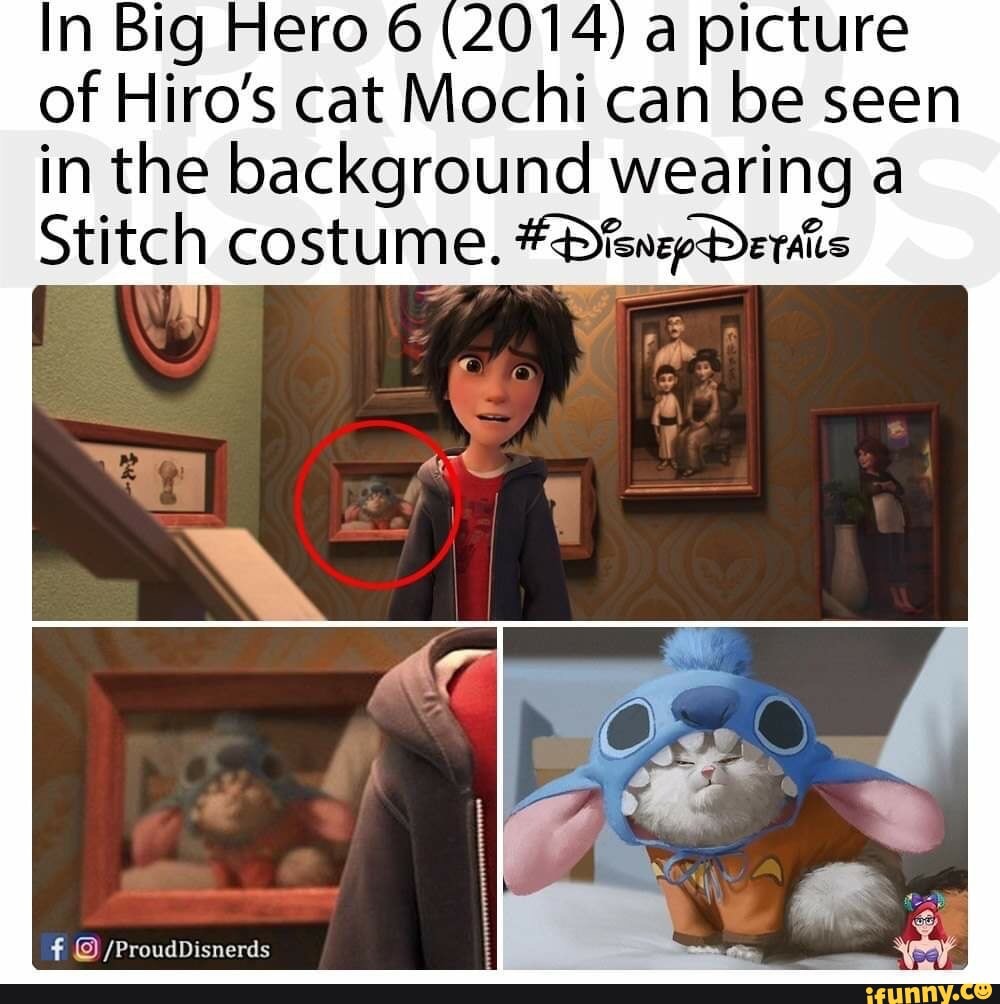 In Big Hero 6 (2014) a picture
of Hiro's cat Mochi can be seen
in the background wearing a
Stitch costume. #DisneyDetails
/ProudDisnerds
ifunny.co